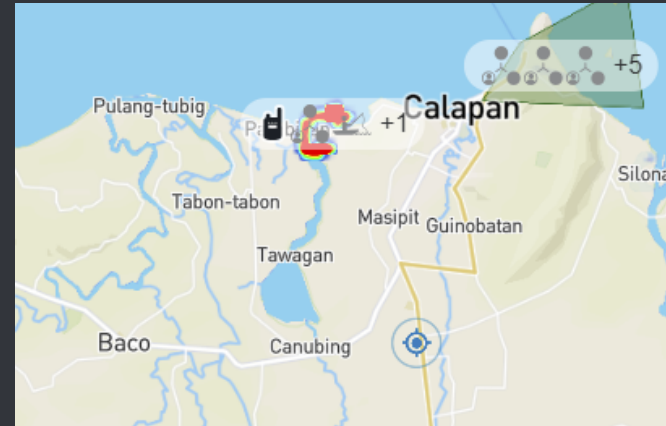 +5
Calapan
Pulang-tubig
+1
Silona
Tabon-tabon
Masipit
Guinobatan
Tawagan
Baco
Canubing